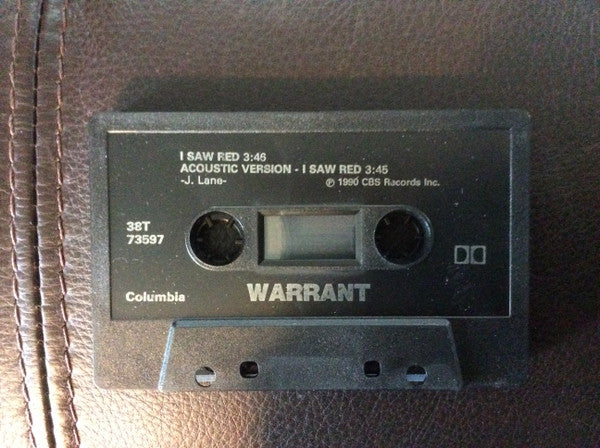 I SAW RED 3:46
ACOUSTIC VERSION - I SAW RED 3:45
-J. Lane-
℗ 1990 CBS Records Inc.
38T
73597
Columbia
WARRANT